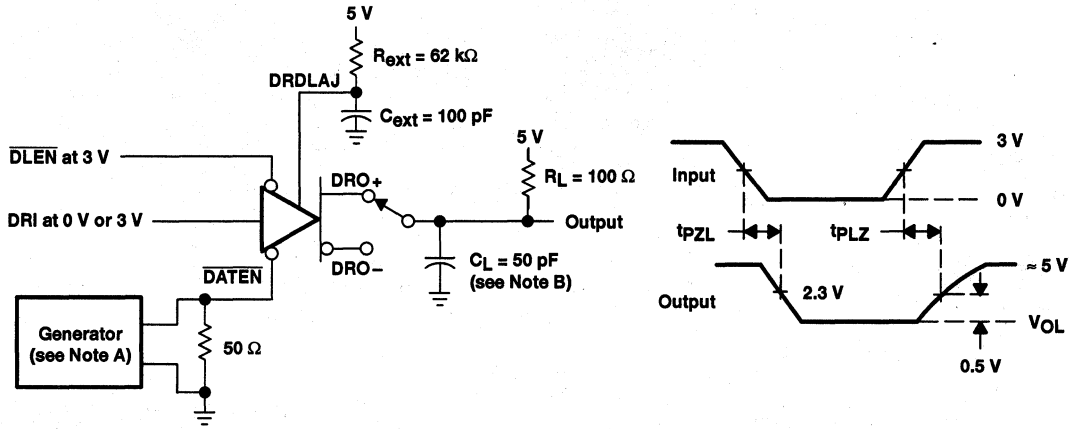 5 V
Rext = 62 kΩ
DRDLAJ
Cext = 100 pF
5 V
RL = 100 Ω
D̅L̅E̅N̅ at 3 V
DRO+
DRI at 0 V or 3 V
Output
DRO−
D̅A̅T̅E̅N̅
CL = 50 pF
(see Note B)
Generator
(see Note A)
50 Ω
3 V
Input
0 V
tPZL
tPLZ
≈ 5 V
2.3 V
Output
VOL
0.5 V